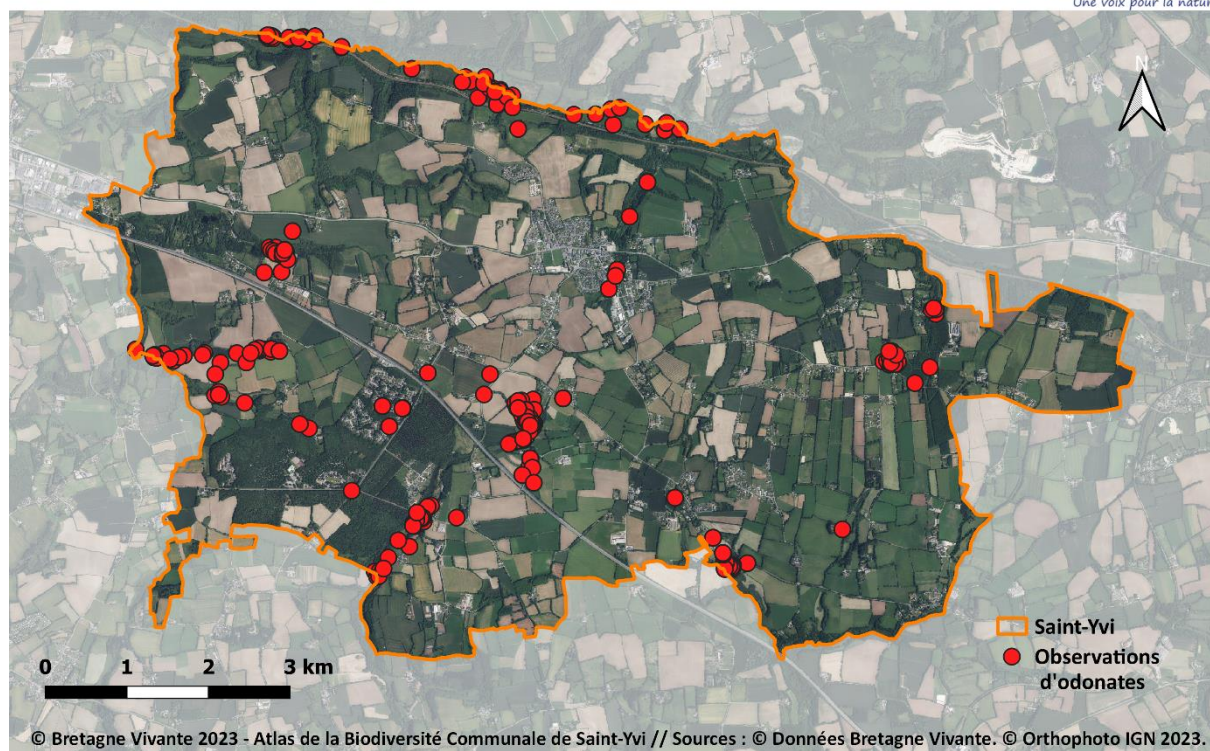 Une voix pour la natur
N
Saint-Yvi
Observations
d'odonates
0 1 2 3 km
© Bretagne Vivante 2023 - Atlas de la Biodiversité Communale de Saint-Yvi // Sources : © Données Bretagne Vivante. © Orthophoto IGN 2023.